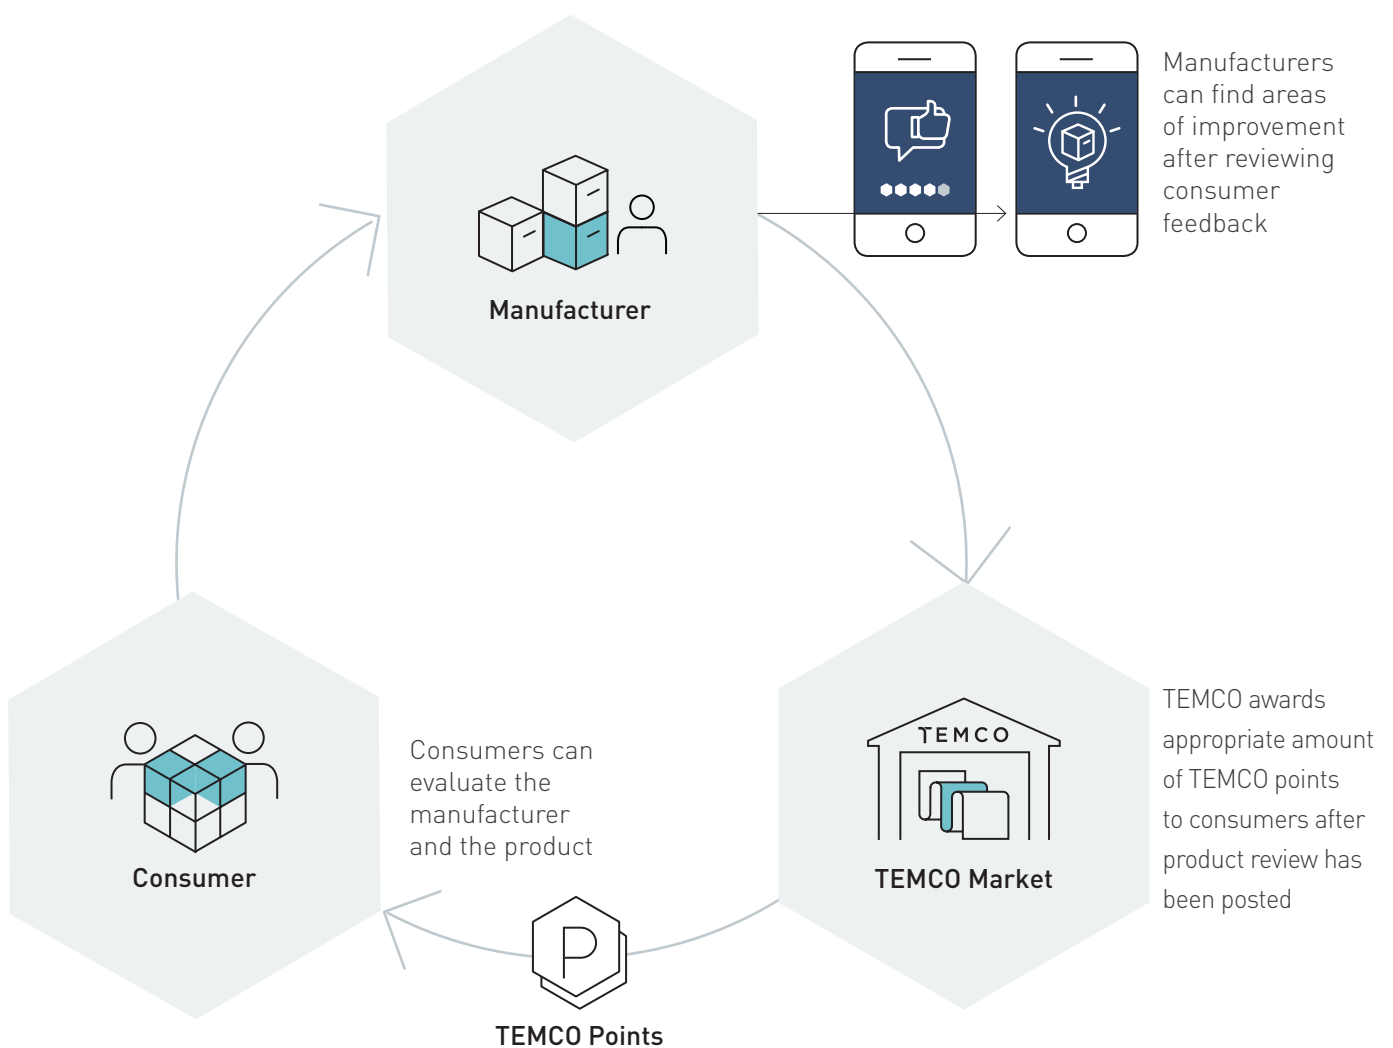 Manufacturers
can find areas
of improvement
after reviewing
consumer
feedback
Manufacturer
TEMCO
TEMCO Market
TEMCO awards
appropriate amount
of TEMCO points
to consumers after
product review has
been posted
Consumers can
evaluate the
manufacturer
and the product
Consumer
P
TEMCO Points